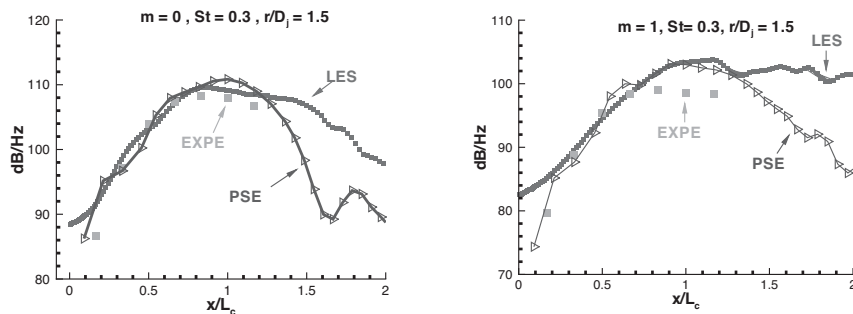 m = 0 , St = 0.3 , r/D_j = 1.5
120
110
100
90
80
dB/Hz
LES
EXPE
PSE
0
0.5
1
1.5
2
x/L_c
m = 1, St= 0.3, r/D_j = 1.5
110
100
90
80
70
dB/Hz
LES
EXPE
PSE
0
0.5
1
1.5
2
x/L_c